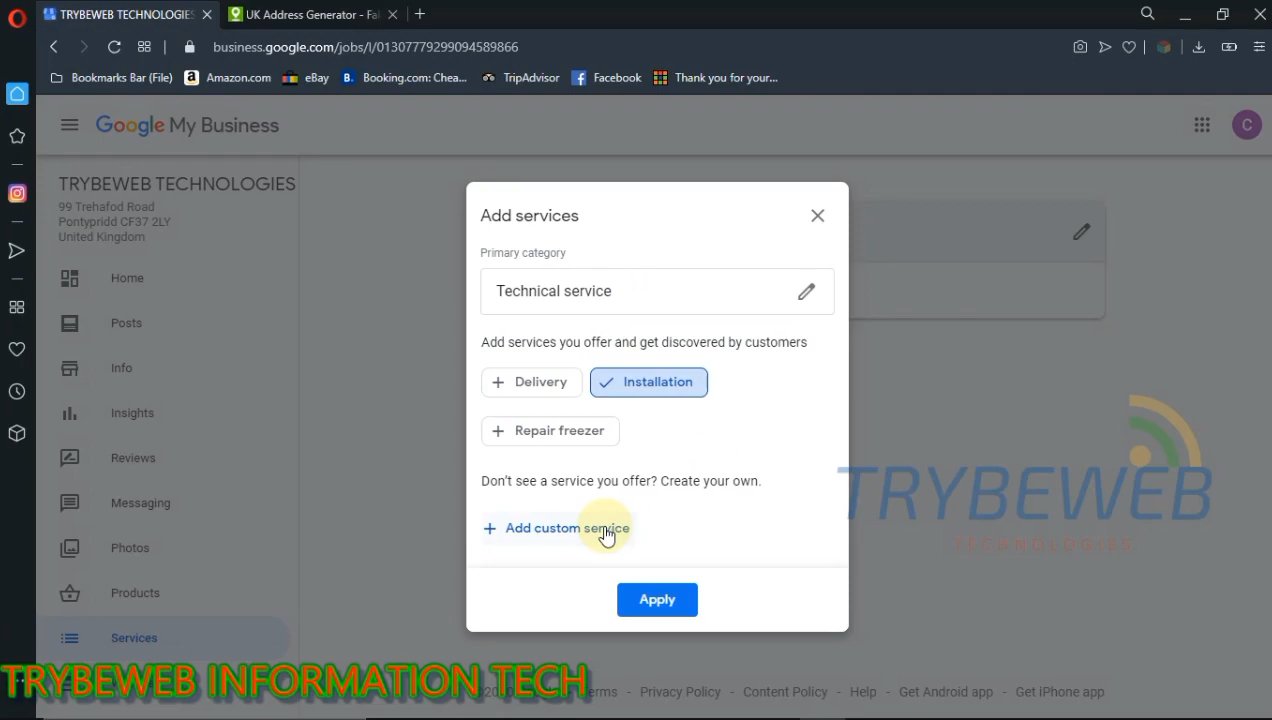 TRYBEWEB TECHNOLOGIES
UK Address Generator - Fa
business.google.com/jobs/l/01307779299094589866
Bookmarks Bar (File)
Amazon.com
eBay
Booking.com: Chea...
TripAdvisor
Facebook
Thank you for your...
Google My Business
C
TRYBEWEB TECHNOLOGIES
99 Trehafod Road
Pontypridd CF37 2LY
United Kingdom
Home
Posts
Info
Insights
Reviews
Messaging
Photos
Products
Services
Add services
Primary category
Technical service
Add services you offer and get discovered by customers
Delivery
Installation
Repair freezer
Don't see a service you offer? Create your own.
Add custom service
Apply
TRYBEWEB
TECHNOLOGIES
TRYBEWEB INFORMATION TECH
Terms - Privacy Policy - Content Policy - Help - Get Android app - Get iPhone app